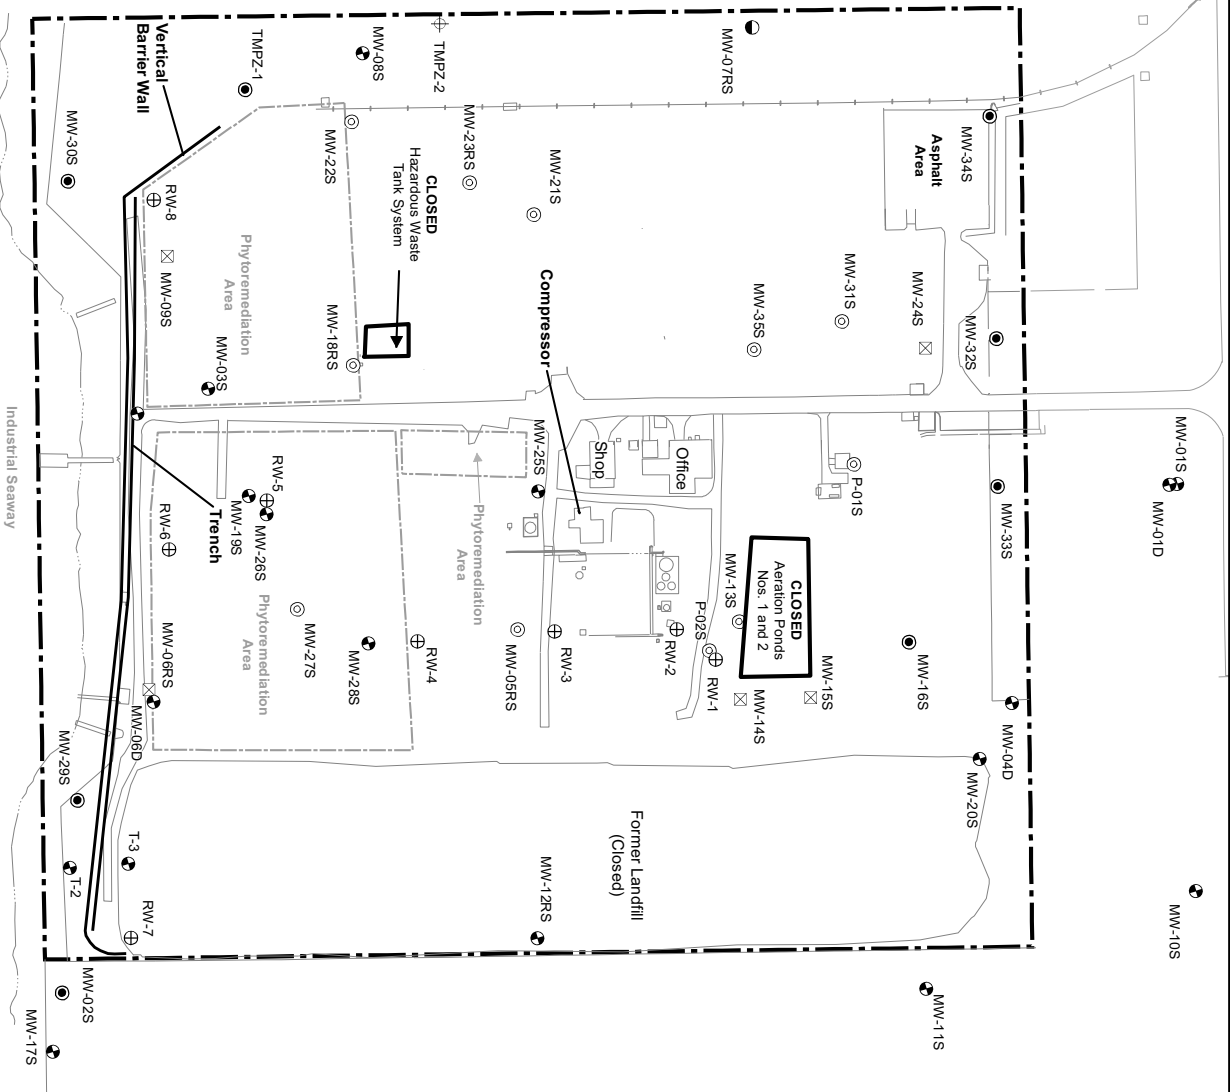 Vertical
Barrier Wall
TMPZ-1
MW-08S
TMPZ-2
MW-07RS
MW-30S
MW-22S
MW-23RS
MW-21S
CLOSED
Hazardous Waste
Tank System
Asphalt
Area
MW-34S
RW-8
MW-09S
Phytoremediation
Area
MW-03S
MW-18RS
Compressor
MW-35S
MW-31S
MW-24S
MW-32S
Industrial Seaway
Trench
RW-5
MW-19S
MW-26S
RW-6
MW-25S
Shop
Office
P-01S
MW-33S
MW-01S
MW-01D
Phytoremediation
Area
Phytoremediation
Area
MW-13S
CLOSED
Aeration Ponds
Nos. 1 and 2
P-02S
RW-1
RW-2
RW-3
RW-4
MW-05RS
MW-27S
MW-28S
MW-06RS
MW-06D
MW-14S
MW-15S
MW-16S
MW-04D
MW-20S
MW-29S
T-3
T-2
RW-7
MW-12RS
Former Landfill
(Closed)
MW-10S
MW-02S
MW-17S
MW-11S